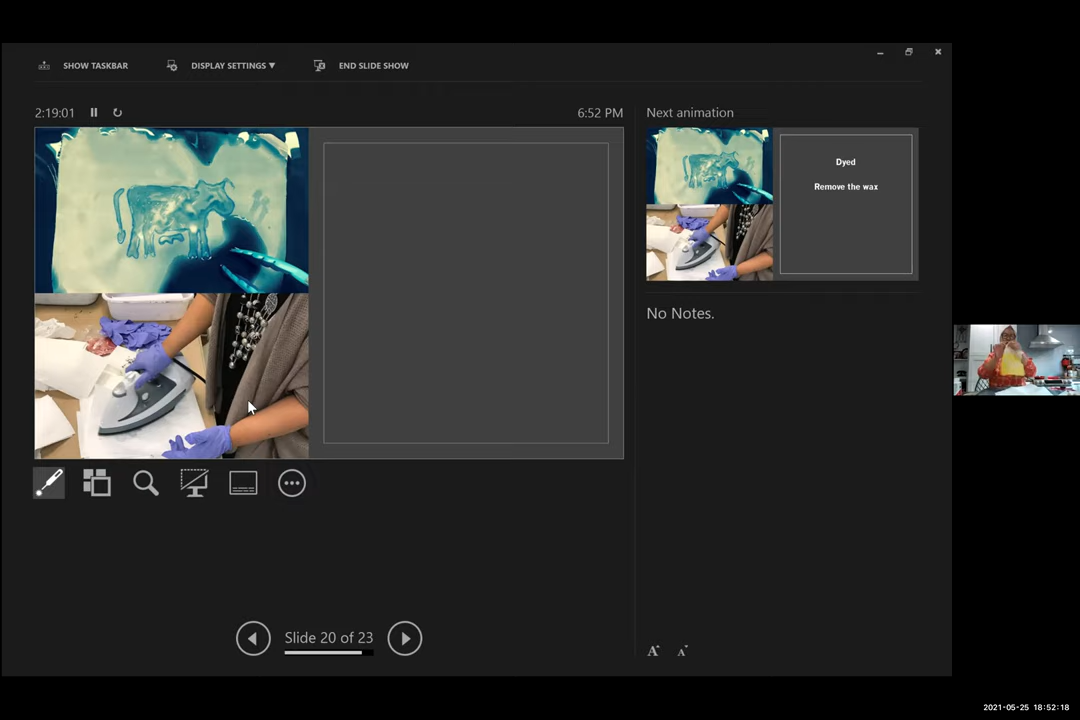 SHOW TASKBAR
DISPLAY SETTINGS ▼
END SLIDE SHOW
2:19:01
6:52 PM
Next animation
Dyed
Remove the wax
No Notes.
Slide 20 of 23
A
A
2021-05-25 18:52:18